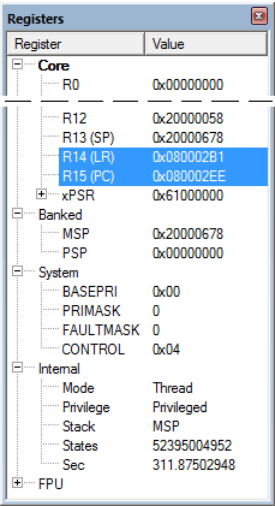 Registers
Register Value
Core
R0 0x00000000
R12 0x20000058
R13 (SP) 0x20000678
R14 (LR) 0x080002B1
R15 (PC) 0x080002EE
xPSR 0x61000000
Banked
MSP 0x20000678
PSP 0x00000000
System
BASEPRI 0x00
PRIMASK 0
FAULTMASK 0
CONTROL 0x04
Internal
Mode Thread
Privilege Privileged
Stack MSP
States 52395004952
Sec 311.87502948
FPU